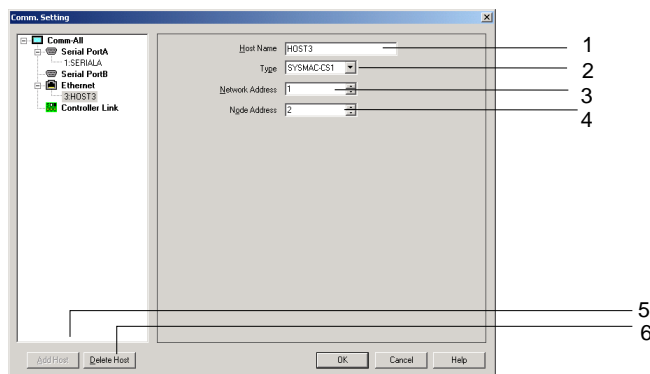 Comm. Setting
Comm-All
Serial PortA
1:SERIALA
Serial PortB
Ethernet
3:HOST3
Controller Link
Host Name HOST3 1
Type SYSMAC-CS1 2
Network Address 1 3
Node Address 2 4
5
6
Add Host Delete Host OK Cancel Help